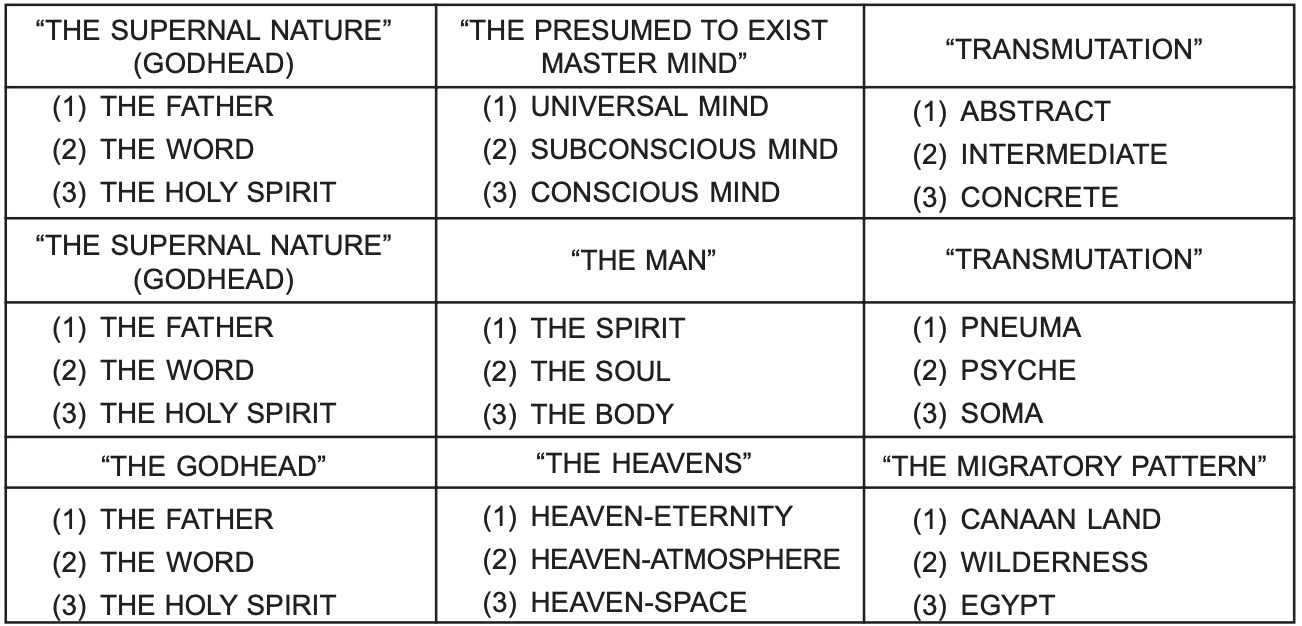 “THE SUPERNAL NATURE”
(GODHEAD)
“THE PRESUMED TO EXIST
MASTER MIND”
“TRANSMUTATION”
(1) THE FATHER
(2) THE WORD
(3) THE HOLY SPIRIT
(1) UNIVERSAL MIND
(2) SUBCONSCIOUS MIND
(3) CONSCIOUS MIND
(1) ABSTRACT
(2) INTERMEDIATE
(3) CONCRETE
“THE SUPERNAL NATURE”
(GODHEAD)
“THE MAN”
“TRANSMUTATION”
(1) THE FATHER
(2) THE WORD
(3) THE HOLY SPIRIT
(1) THE SPIRIT
(2) THE SOUL
(3) THE BODY
(1) PNEUMA
(2) PSYCHE
(3) SOMA
“THE GODHEAD”
“THE HEAVENS”
“THE MIGRATORY PATTERN”
(1) THE FATHER
(2) THE WORD
(3) THE HOLY SPIRIT
(1) HEAVEN-ETERNITY
(2) HEAVEN-ATMOSPHERE
(3) HEAVEN-SPACE
(1) CANAAN LAND
(2) WILDERNESS
(3) EGYPT